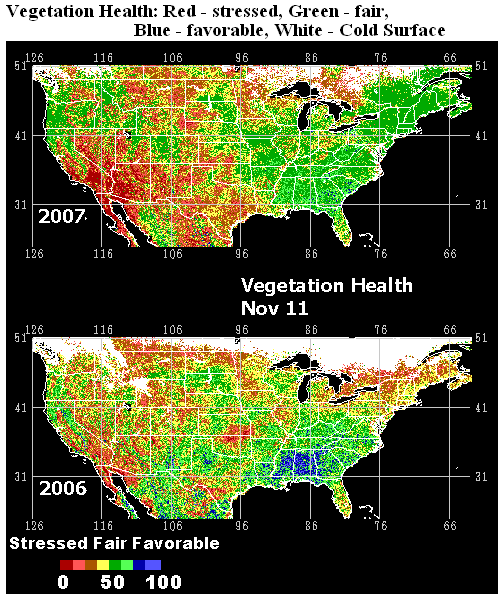 Vegetation Health: Red - stressed, Green - fair,
Blue - favorable, White - Cold Surface
126 116 106 96 86 76 66
51 51
41 41
31 31
2007
126 116 106 96 86 76 66
Vegetation Health
Nov 11
126 116 106 96 86 76 66
51 51
41 41
31 31
2006
126 116 106 96 86 76 66
Stressed Fair Favorable
0 50 100